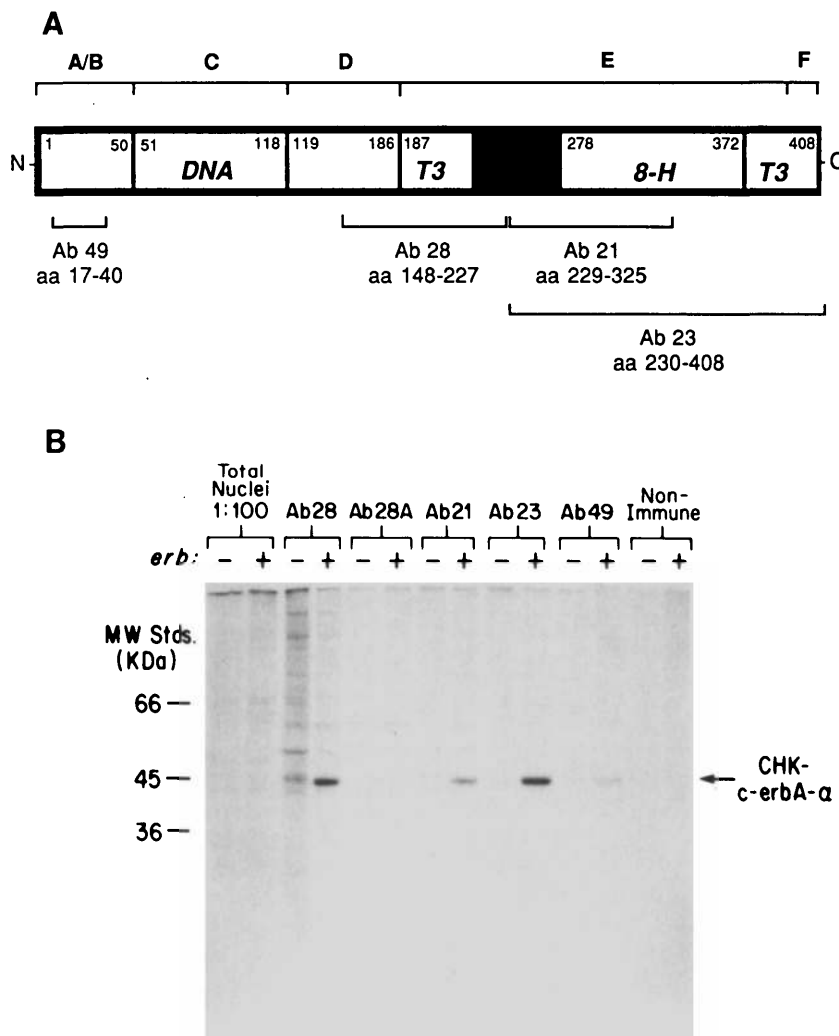 A
A/B C D E F
N 1 50 51 118 119 186 187 278 372 408 C
DNA T3 8-H T3
Ab 49 Ab 28 Ab 21
aa 17-40 aa 148-227 aa 229-325
Ab 23
aa 230-408
B
Total
Nuclei
1:100 Ab28 Ab28A Ab21 Ab23 Ab49 Non-
Immune
erb: − + − + − + − + − + − + − +
MW Stds.
(KDa)
66
45
36
CHK-
c-erbA-α